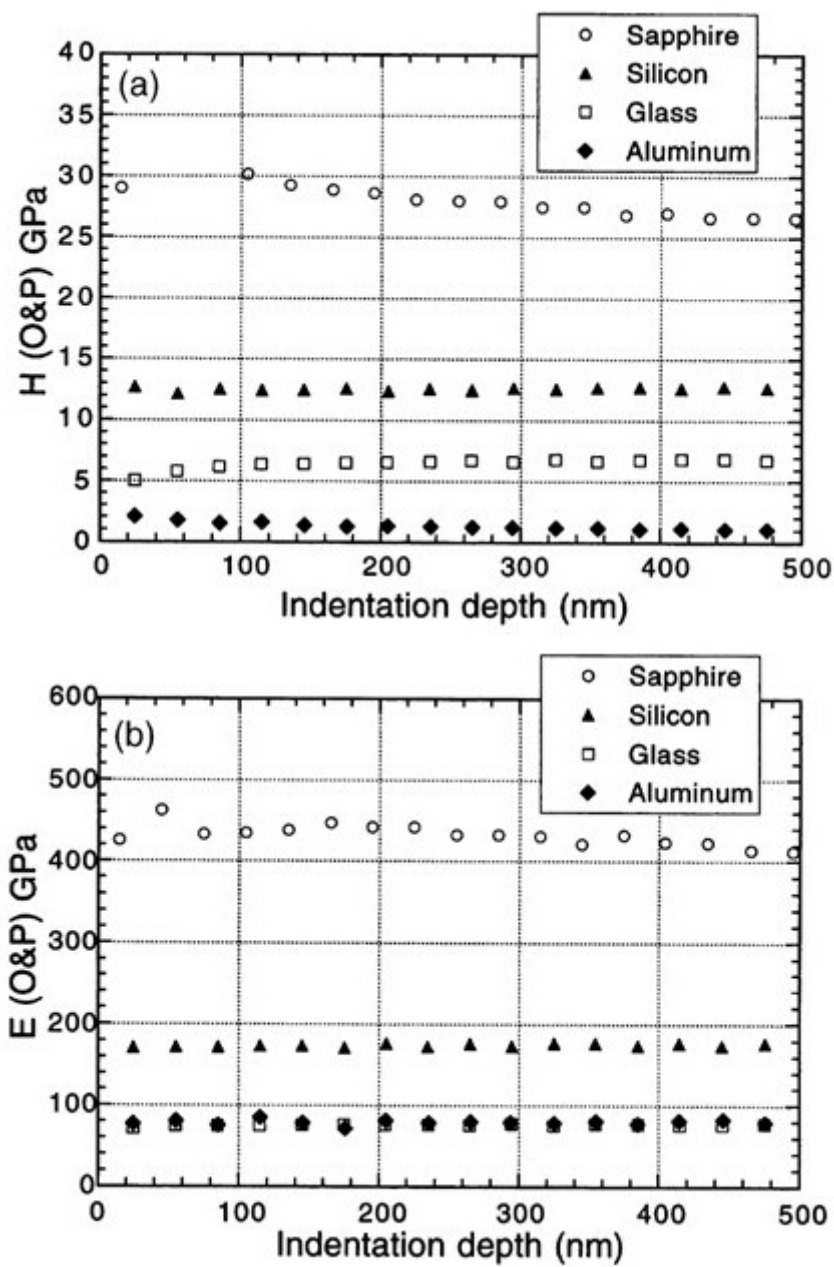 (a)
Sapphire
Silicon
Glass
Aluminum
40
35
30
25
20
15
10
5
0
H (O&P) GPa
0 100 200 300 400 500
Indentation depth (nm)
(b)
Sapphire
Silicon
Glass
Aluminum
600
500
400
300
200
100
0
E (O&P) GPa
0 100 200 300 400 500
Indentation depth (nm)